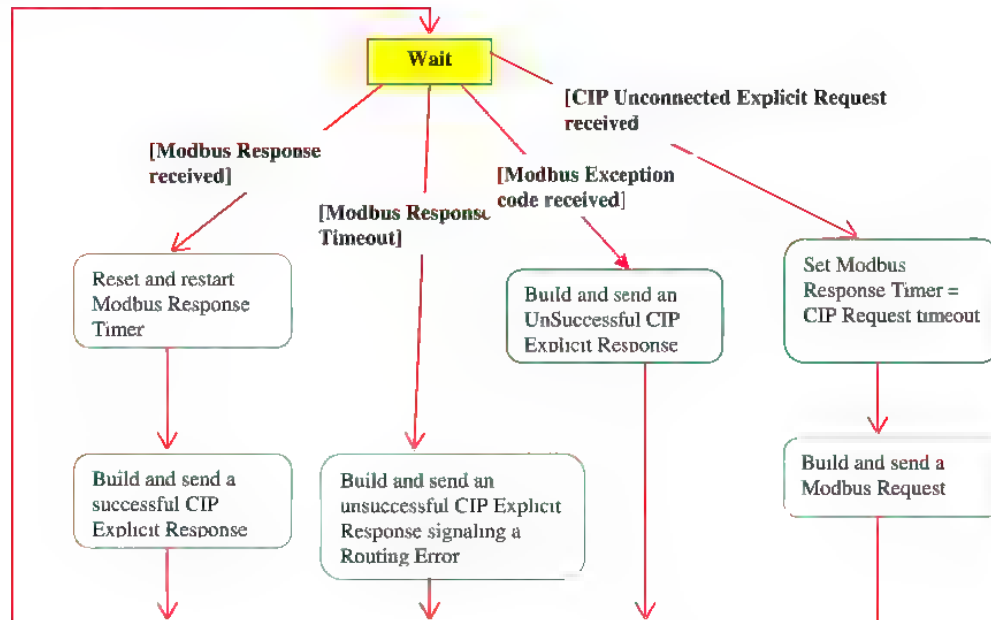 Wait
[CIP Unconnected Explicit Request
received
[Modbus Response
received]
[Modbus Exception
code received]
[Modbus Response
Timeout]
Reset and restart
Modbus Response
Timer
Build and send an
UnSuccessful CIP
Explicit Response
Set Modbus
Response Timer =
CIP Request timeout
Build and send a
successful CIP
Explicit Response
Build and send an
unsuccessful CIP Explicit
Response signaling a
Routing Error
Build and send a
Modbus Request